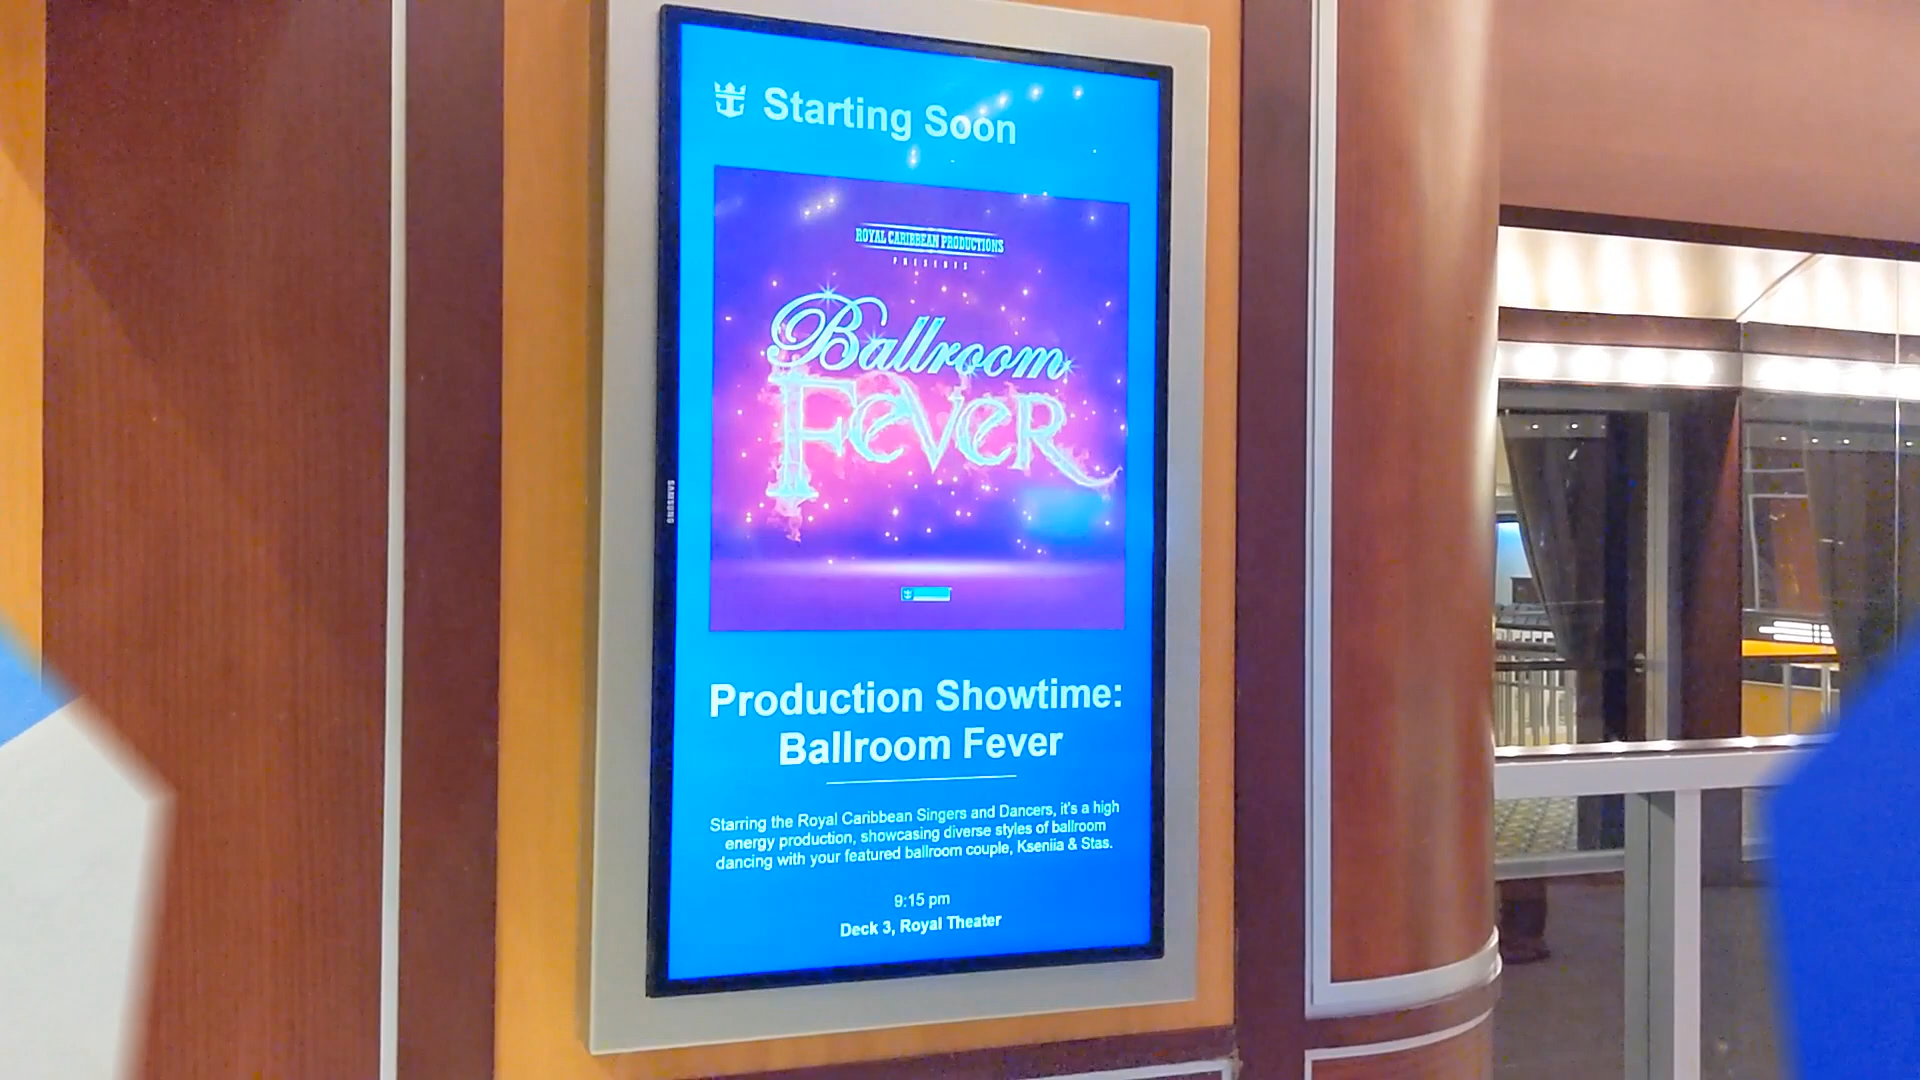 Starting Soon
ROYAL CARIBBEAN PRODUCTIONS
PRESENTS
Ballroom
FeVeR
Production Showtime:
Ballroom Fever
Starring the Royal Caribbean Singers and Dancers, it's a high
energy production, showcasing diverse styles of ballroom
dancing with your featured ballroom couple, Kseniia & Stas.
9:15 pm
Deck 3, Royal Theater
SAMSUNG